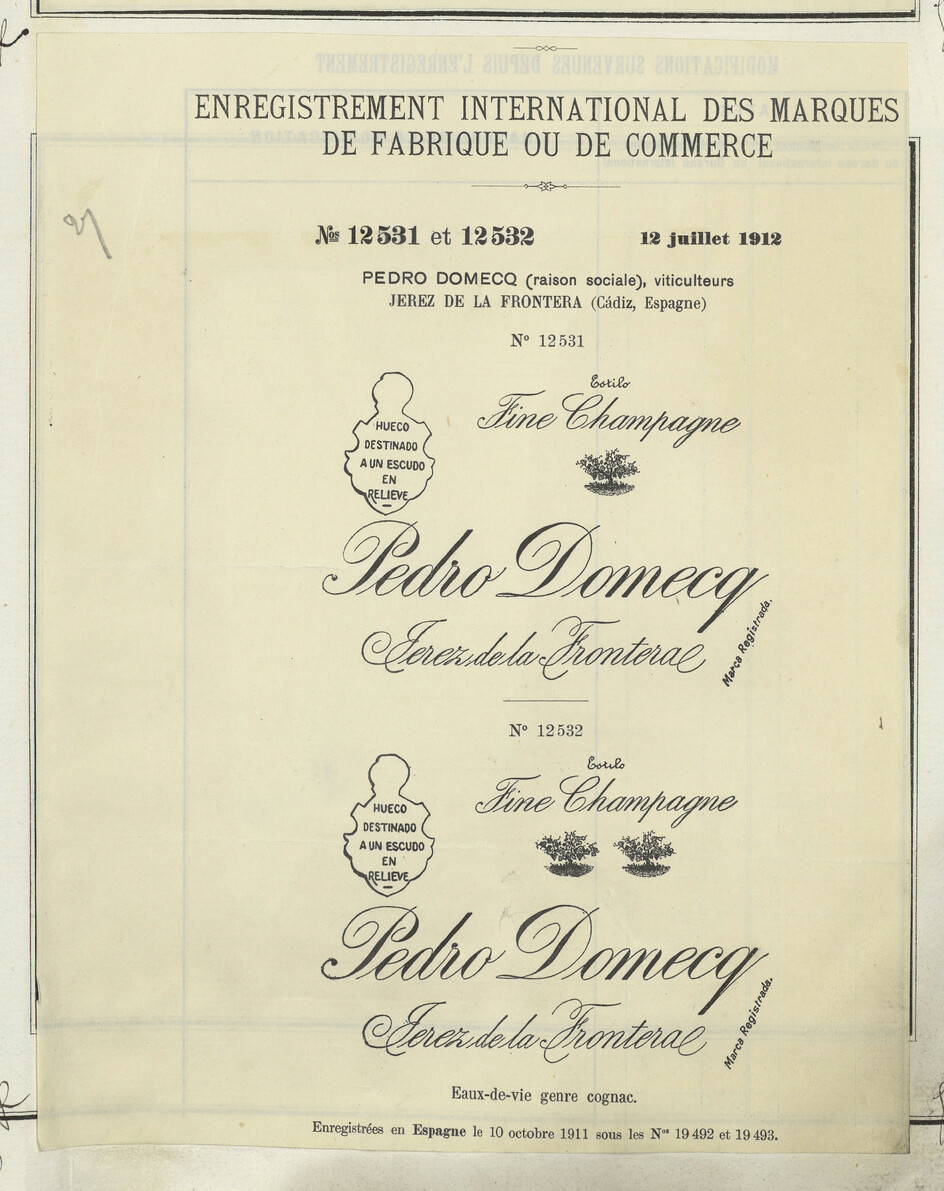 ENREGISTREMENT INTERNATIONAL DES MARQUES
DE FABRIQUE OU DE COMMERCE
Nos 12531 et 12532
12 juillet 1912
PEDRO DOMECQ (raison sociale), viticulteurs
JEREZ DE LA FRONTERA (Cádiz, Espagne)
Nº 12531
HUECO
DESTINADO
A UN ESCUDO
EN
RELIEVE
Estilo
Fine Champagne
Pedro Domecq
Jerez de la Frontera
Marca Registrada.
Nº 12532
HUECO
DESTINADO
A UN ESCUDO
EN
RELIEVE
Estilo
Fine Champagne
Pedro Domecq
Jerez de la Frontera
Marca Registrada.
Eaux-de-vie genre cognac.
Enregistrées en Espagne le 10 octobre 1911 sous les Nos 19492 et 19493.